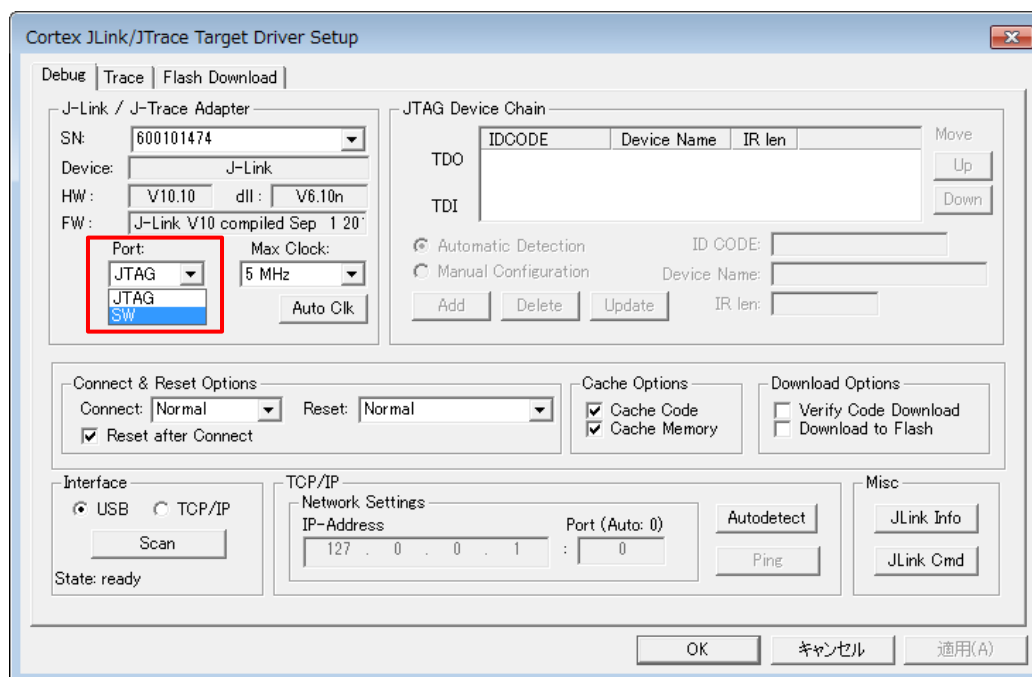 Cortex JLink/JTrace Target Driver Setup
Debug Trace Flash Download
J-Link / J-Trace Adapter
SN: 600101474
Device: J-Link
HW : V10.10 dll : V6.10n
FW : J-Link V10 compiled Sep 1 20
Port: Max Clock:
JTAG 5 MHz
JTAG
SW
Auto Clk
JTAG Device Chain
IDCODE Device Name IR len
TDO
TDI
Move
Up
Down
Automatic Detection
Manual Configuration
ID CODE:
Device Name:
Add Delete Update IR len:
Connect & Reset Options
Connect: Normal Reset: Normal
Reset after Connect
Cache Options
Cache Code
Cache Memory
Download Options
Verify Code Download
Download to Flash
Interface
USB TCP/IP
Scan
State: ready
TCP/IP
Network Settings
IP-Address Port (Auto: 0)
127 . 0 . 0 . 1 : 0
Autodetect
Ping
Misc
JLink Info
JLink Cmd
OK キャンセル 適用(A)